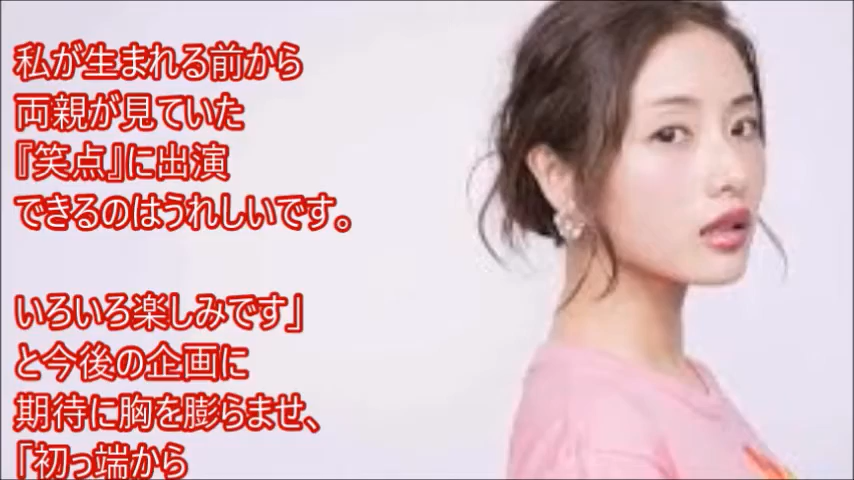 私が生まれる前から
両親が見ていた
『笑点』に出演
できるのはうれしいです。
いろいろ楽しみです」
と今後の企画に
期待に胸を膨らませ、
「初っ端から